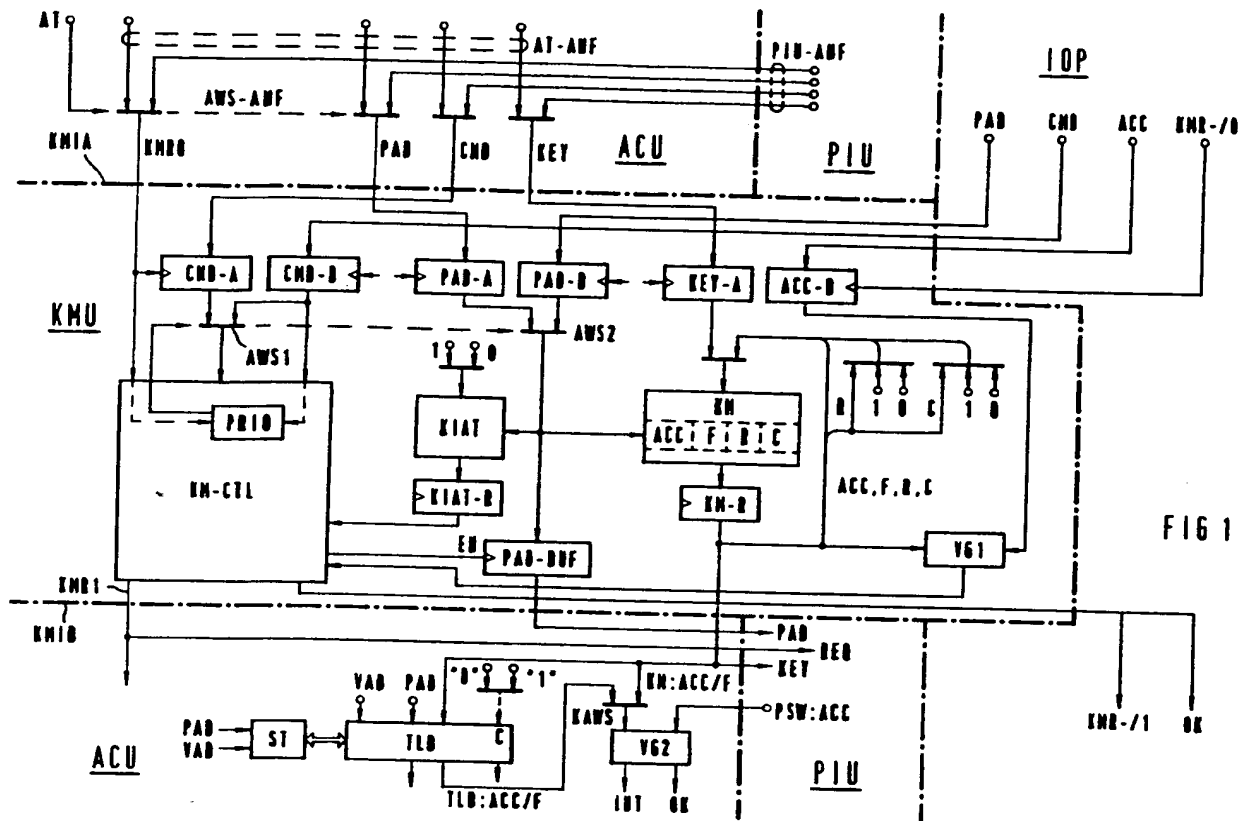 AT
AT-ANF
PIU-ANF
IOP
AWS-ANF
PAD CMD ACC KMR-/0
KMIA
KMR0
PAD CMD KEY
ACU
PIU
CMD-A CMD-B PAD-A PAD-B KEY-A ACC-B
KMU
AWS1
AWS2
1 0
R 1 0 C 1 0
PRIO
KIAT
KM
ACC F R C
KM-CTL
KIAT-R
KM-R
ACC,F,R,C
FIG 1
EN
PAD-BUF
VG1
KMR1
KMIB
PAD
REQ
KEY
VAD PAD "0" "1"
KM:ACC/F
KAWS
PSW:ACC
KMR-/1 OK
PAD
VAD
ST
TLB
C
VG2
ACU
TLB:ACC/F
INT OK
PIU